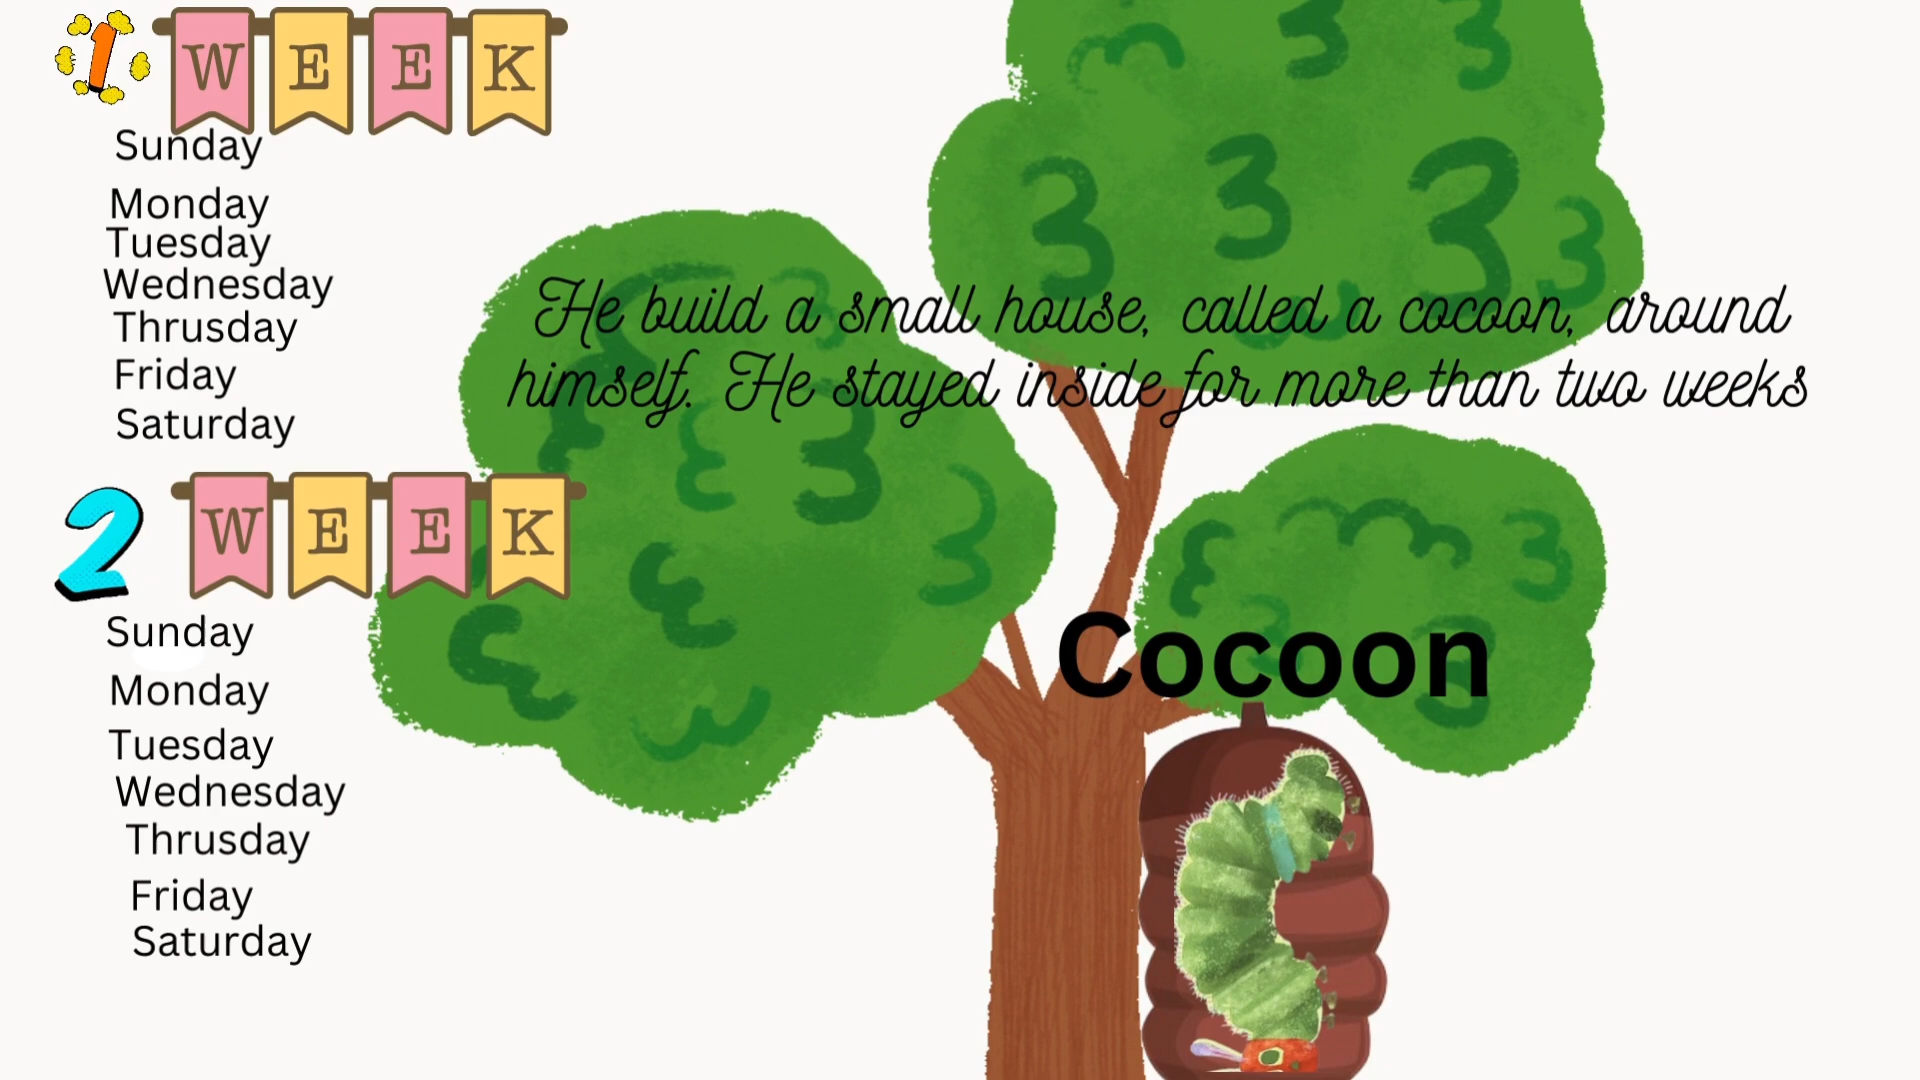 1 WEEK
Sunday
Monday
Tuesday
Wednesday
Thrusday
Friday
Saturday
He build a small house, called a cocoon, around
himself. He stayed inside for more than two weeks
2 WEEK
Sunday
Monday
Tuesday
Wednesday
Thrusday
Friday
Saturday
Cocoon